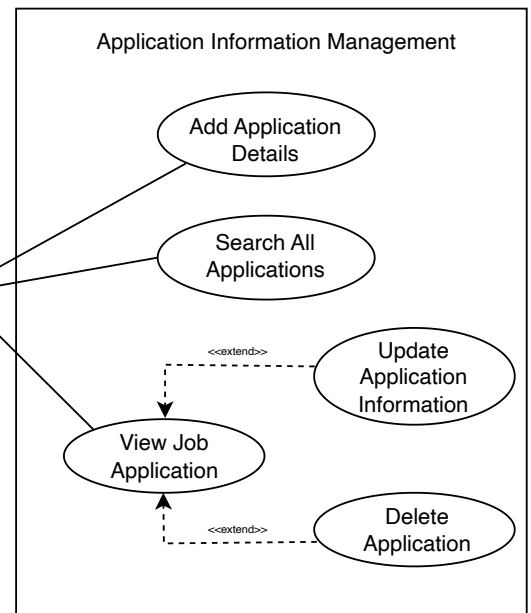 Application Information Management
Add Application
Details
Search All
Applications
<<extend>>
Update
Application
Information
View Job
Application
<<extend>>
Delete
Application